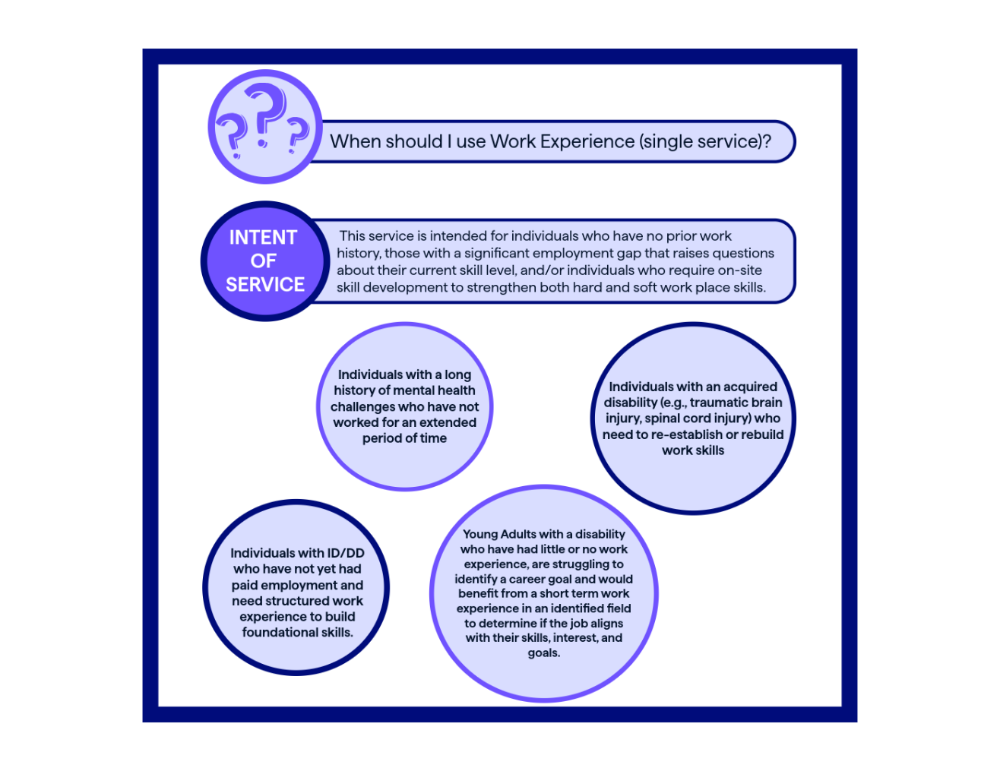 When should I use Work Experience (single service)?
INTENT
OF
SERVICE
This service is intended for individuals who have no prior work
history, those with a significant employment gap that raises questions
about their current skill level, and/or individuals who require on-site
skill development to strengthen both hard and soft work place skills.
Individuals with a long
history of mental health
challenges who have not
worked for an extended
period of time
Individuals with an acquired
disability (e.g., traumatic brain
injury, spinal cord injury) who
need to re-establish or rebuild
work skills
Individuals with ID/DD
who have not yet had
paid employment and
need structured work
experience to build
foundational skills.
Young Adults with a disability
who have had little or no work
experience, are struggling to
identify a career goal and would
benefit from a short term work
experience in an identified field
to determine if the job aligns
with their skills, interest, and
goals.